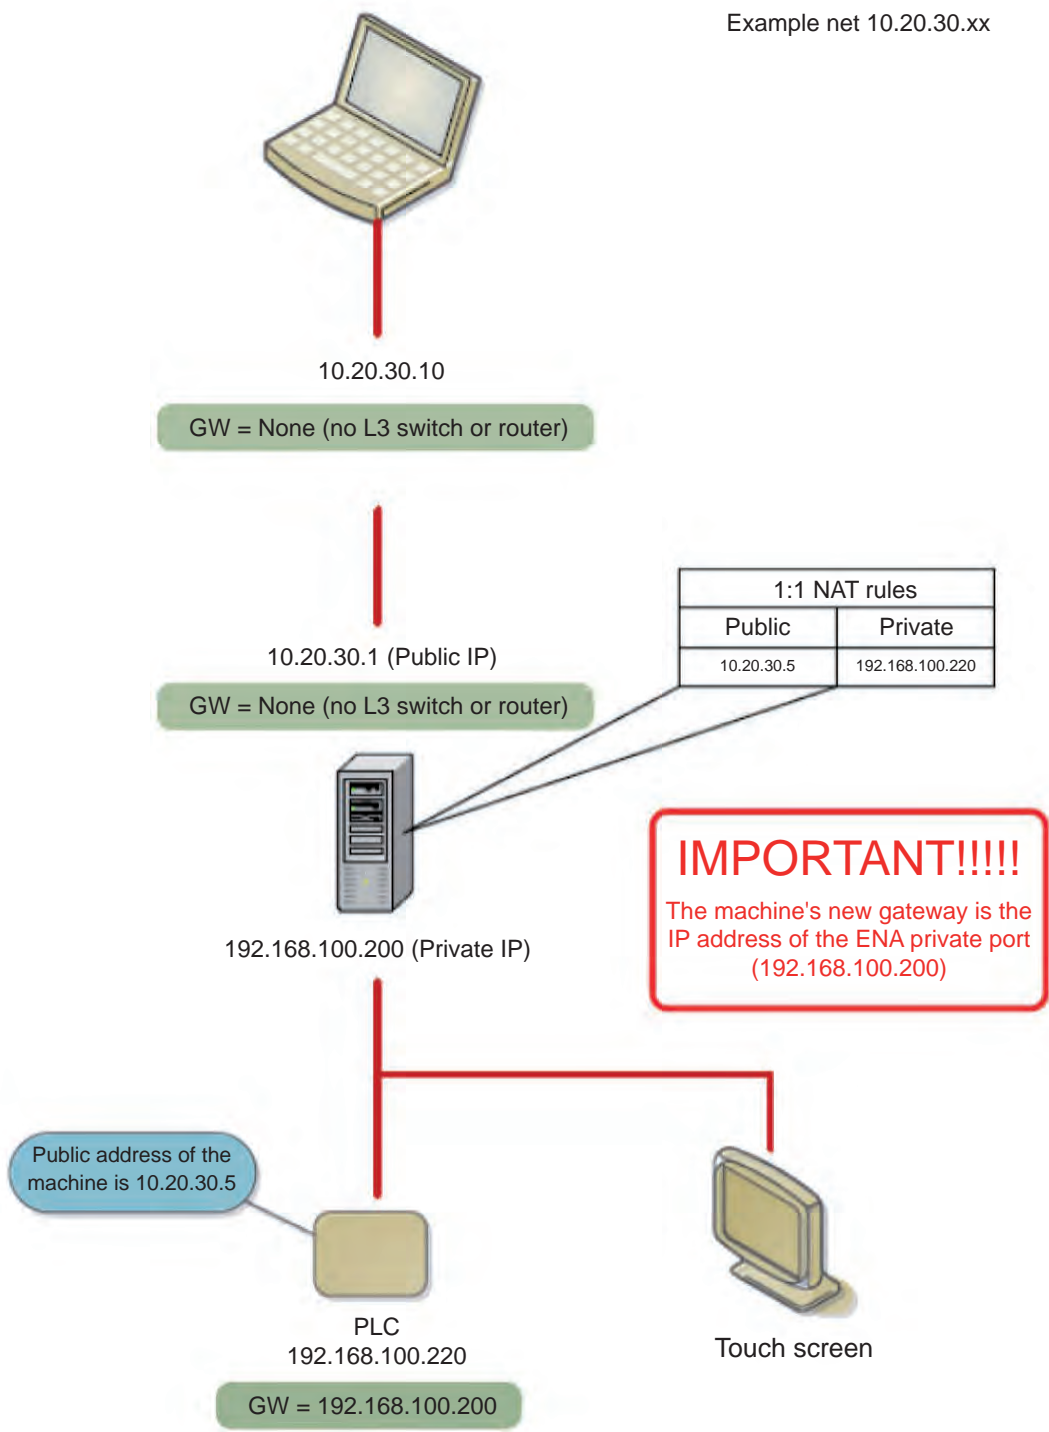 Example net 10.20.30.xx
10.20.30.10
GW = None (no L3 switch or router)
1:1 NAT rules
Public Private
10.20.30.5 192.168.100.220
10.20.30.1 (Public IP)
GW = None (no L3 switch or router)
IMPORTANT!!!!!
The machine's new gateway is the
IP address of the ENA private port
(192.168.100.200)
192.168.100.200 (Private IP)
Public address of the
machine is 10.20.30.5
PLC
192.168.100.220
GW = 192.168.100.200
Touch screen